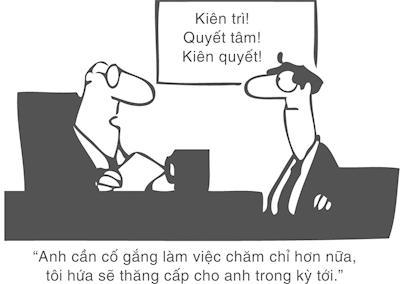 Kiên trì!
Quyết tâm!
Kiên quyết!
“Anh cần cố gắng làm việc chăm chỉ hơn nữa,
tôi hứa sẽ thăng cấp cho anh trong kỳ tới.”